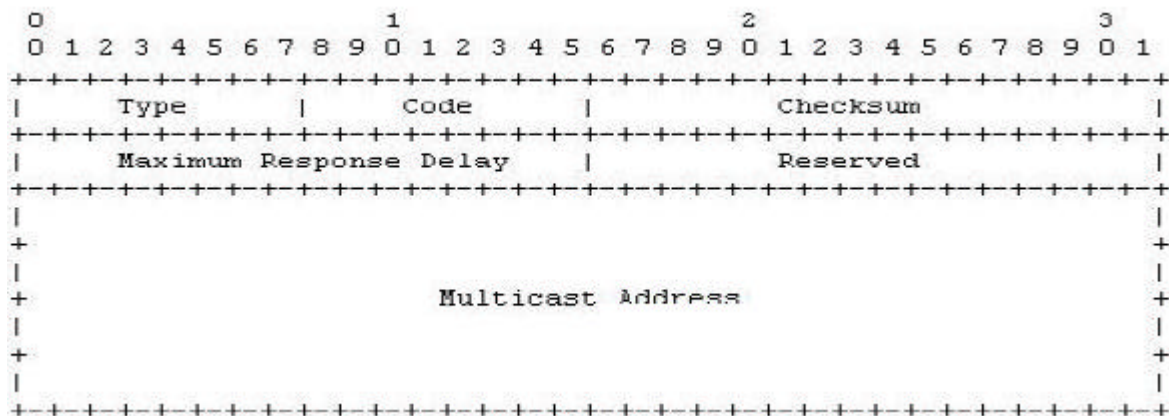 0 1 2 3
0 1 2 3 4 5 6 7 8 9 0 1 2 3 4 5 6 7 8 9 0 1 2 3 4 5 6 7 8 9 0 1
Type | Code | Checksum
Maximum Response Delay | Reserved
Multicast Address